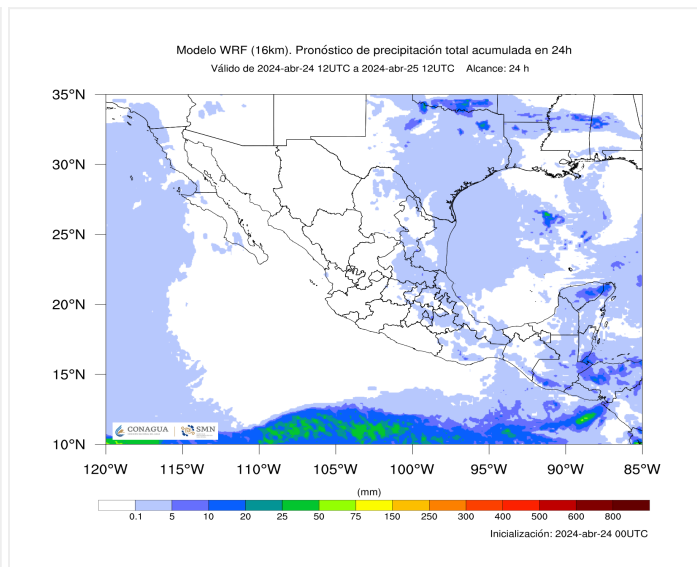 Modelo WRF (16km). Pronóstico de precipitación total acumulada en 24h
Válido de 2024-abr-24 12UTC a 2024-abr-25 12UTC Alcance: 24 h
35°N
30°N
25°N
20°N
15°N
10°N
CONAGUA
SMN
120°W 115°W 110°W 105°W 100°W 95°W 90°W 85°W
(mm)
0.1 5 10 20 25 50 75 150 250 300 400 500 600 800
Inicialización: 2024-abr-24 00UTC